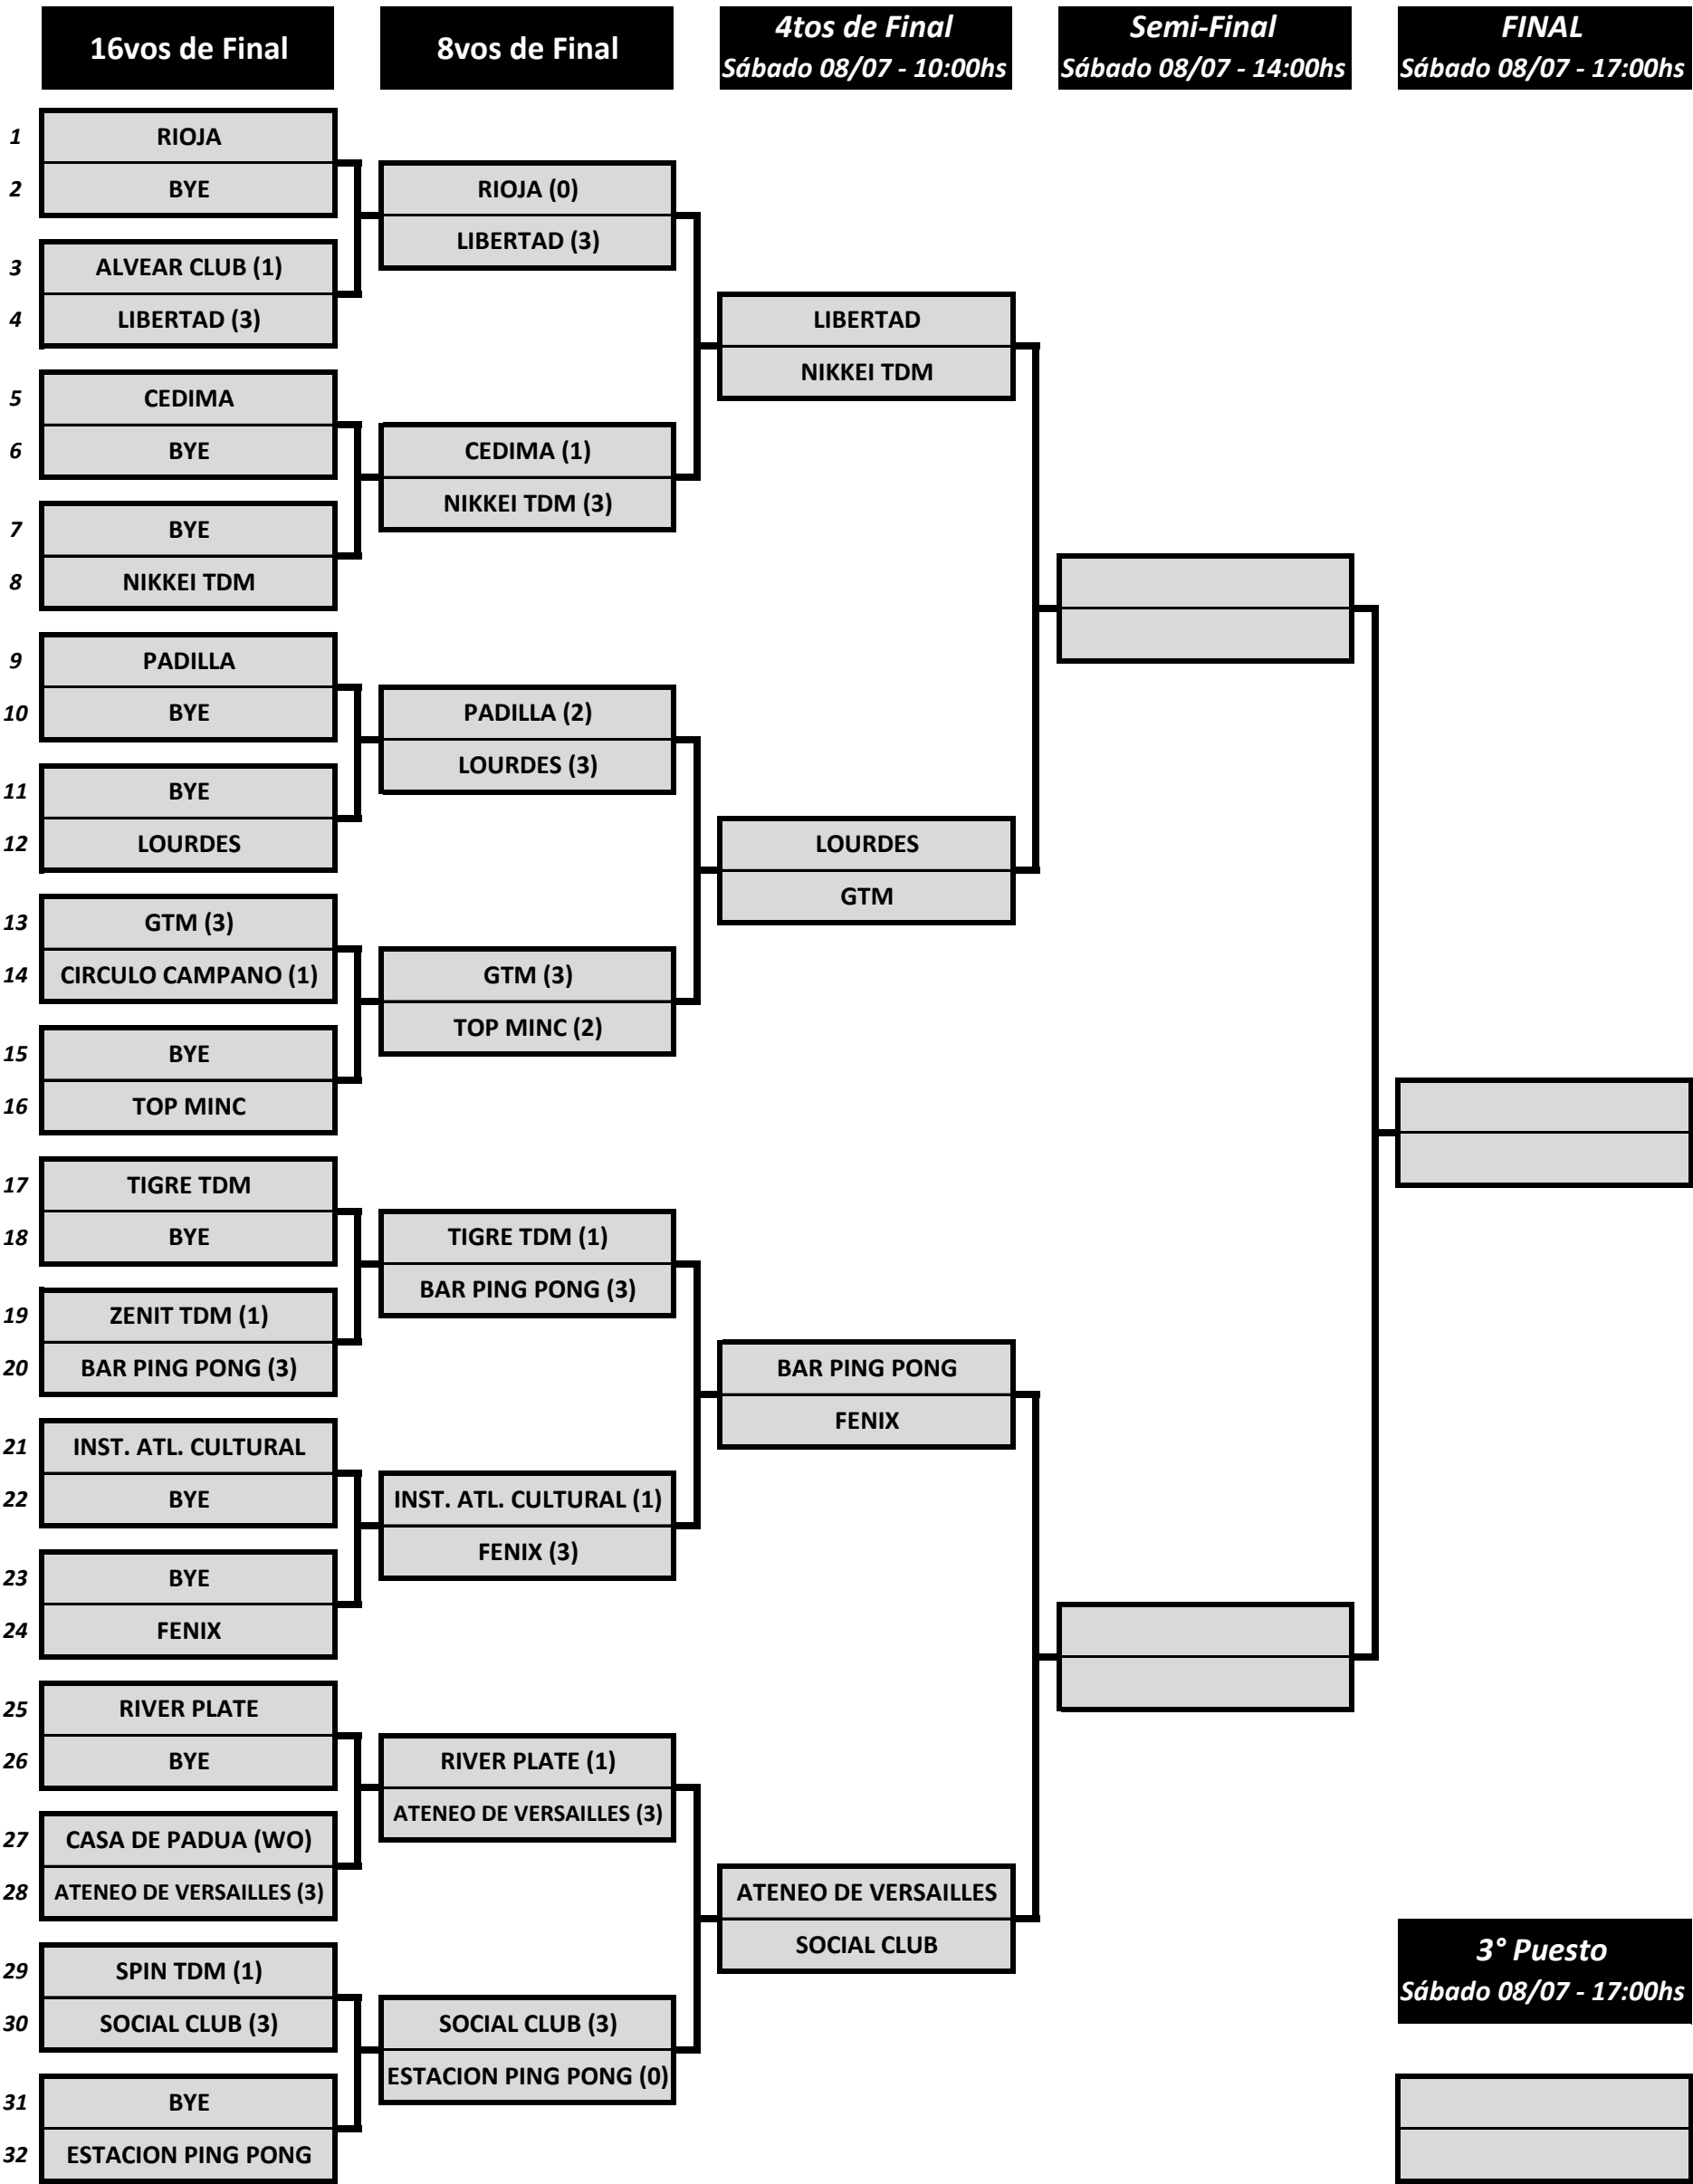 16vos de Final
8vos de Final
4tos de Final
Sábado 08/07 - 10:00hs
Semi-Final
Sábado 08/07 - 14:00hs
FINAL
Sábado 08/07 - 17:00hs
1 RIOJA
2 BYE
3 ALVEAR CLUB (1)
4 LIBERTAD (3)
5 CEDIMA
6 BYE
7 BYE
8 NIKKEI TDM
9 PADILLA
10 BYE
11 BYE
12 LOURDES
13 GTM (3)
14 CIRCULO CAMPANO (1)
15 BYE
16 TOP MINC
17 TIGRE TDM
18 BYE
19 ZENIT TDM (1)
20 BAR PING PONG (3)
21 INST. ATL. CULTURAL
22 BYE
23 BYE
24 FENIX
25 RIVER PLATE
26 BYE
27 CASA DE PADUA (WO)
28 ATENEO DE VERSAILLES (3)
29 SPIN TDM (1)
30 SOCIAL CLUB (3)
31 BYE
32 ESTACION PING PONG
RIOJA (0)
LIBERTAD (3)
CEDIMA (1)
NIKKEI TDM (3)
PADILLA (2)
LOURDES (3)
GTM (3)
TOP MINC (2)
TIGRE TDM (1)
BAR PING PONG (3)
INST. ATL. CULTURAL (1)
FENIX (3)
RIVER PLATE (1)
ATENEO DE VERSAILLES (3)
SOCIAL CLUB (3)
ESTACION PING PONG (0)
LIBERTAD
NIKKEI TDM
LOURDES
GTM
BAR PING PONG
FENIX
ATENEO DE VERSAILLES
SOCIAL CLUB
3° Puesto
Sábado 08/07 - 17:00hs